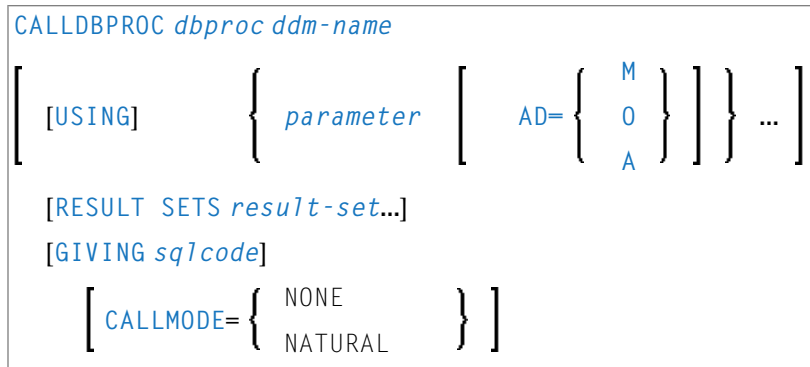 CALLDBPROC dbproc ddm-name
M
[ [USING] { parameter [ AD= { O } ] } ... ]
A
[RESULT SETS result-set...]
[GIVING sqlcode]
NONE
[ CALLMODE= { } ]
NATURAL